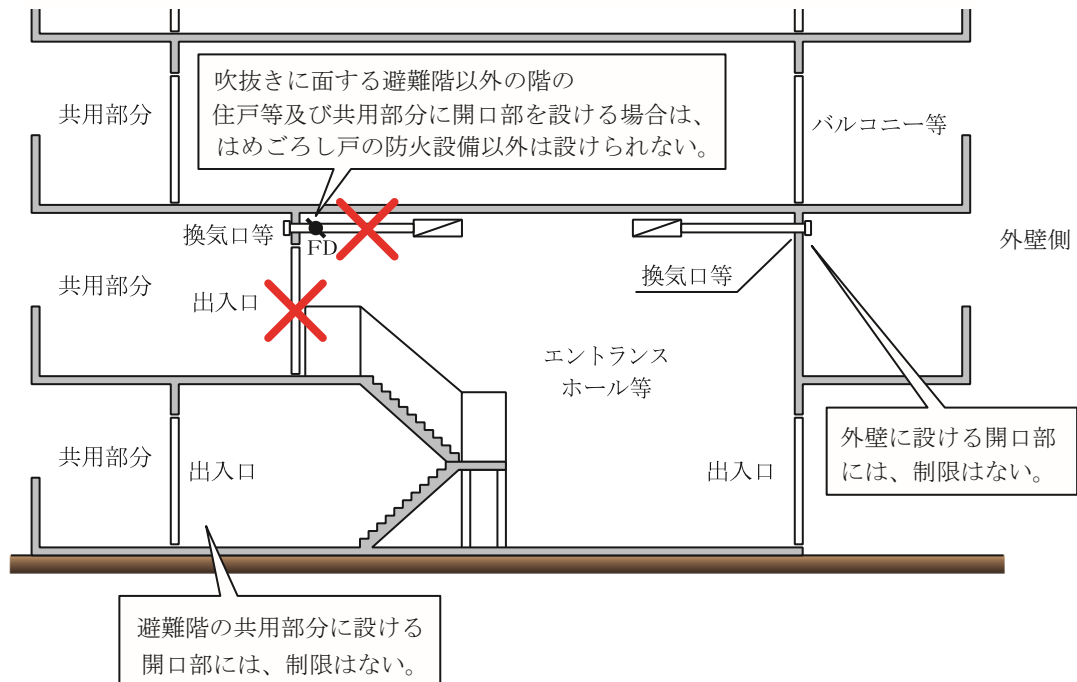 吹抜きに面する避難階以外の階の
住戸等及び共用部分に開口部を設ける場合は、
はめごろし戸の防火設備以外は設けられない。
共用部分
バルコニー等
換気口等
FD
外壁側
換気口等
共用部分
出入口
エントランス
ホール等
外壁に設ける開口部
には、制限はない。
共用部分
出入口
出入口
避難階の共用部分に設ける
開口部には、制限はない。